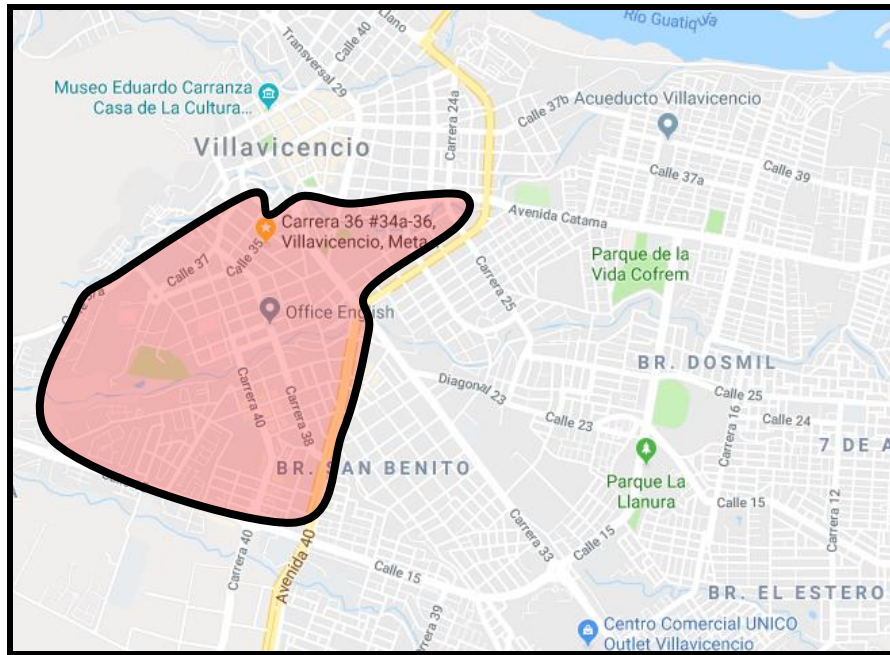 Río Guatiquía
Llano
Calle 40
Transversal 29
Calle 35
Museo Eduardo Carranza
Casa de La Cultura...
Carrera 24a
Calle 37b
Acueducto Villavicencio
Villavicencio
Calle 37a
Calle 39
Avenida Catama
Carrera 36 #34a-36,
Villavicencio, Meta
Calle 35
Calle 37
Parque de la
Vida Cofrem
Carrera 25
Office English
BR. DOSMIL
Diagonal 23
Calle 25
Carrera 40
Carrera 38
Calle 23
Carrera 16
Calle 24
7 DE A
BR. SAN BENITO
Parque La
Llanura
Calle 15
Carrera 12
Carrera 33
Calle 15
Avenida 40
Carrera 40
Calle 15
BR. EL ESTERO
Carrera 39
Centro Comercial UNICO
Outlet Villavicencio